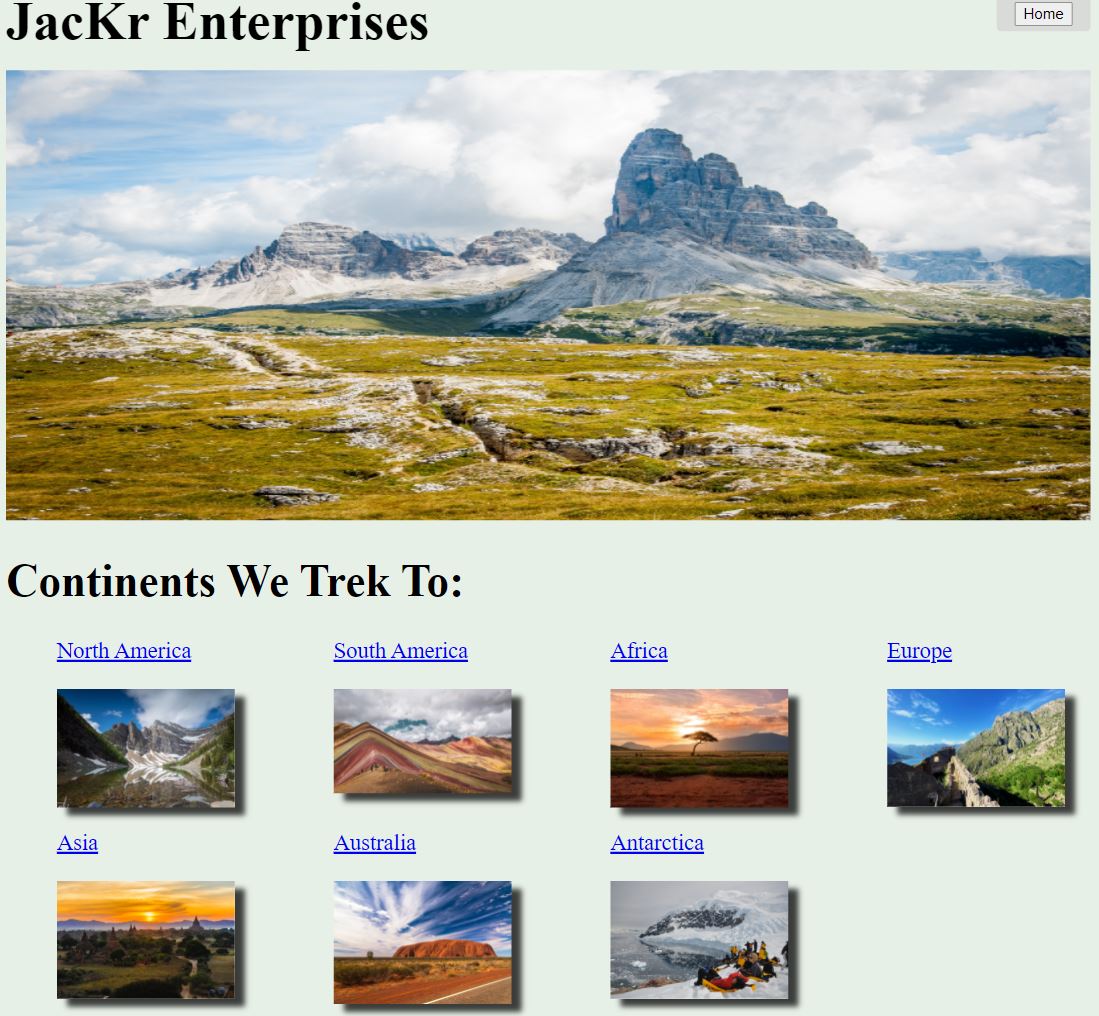 JacKr Enterprises
Home
Continents We Trek To:
North America
South America
Africa
Europe
Asia
Australia
Antarctica